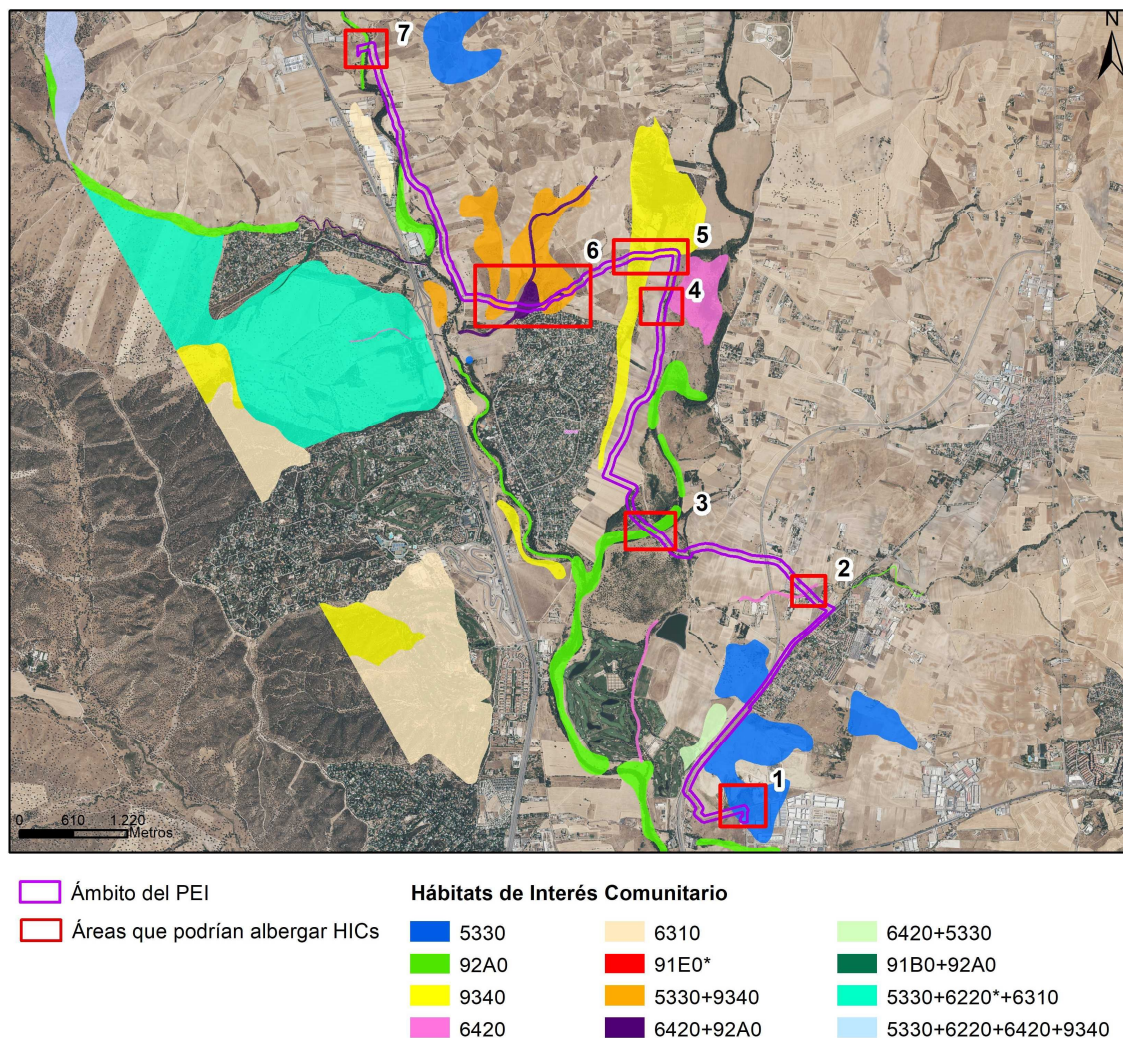 N
7
5
6
4
3
2
1
0 610 1.220
Metros
Ámbito del PEI
Áreas que podrían albergar HICs
Hábitats de Interés Comunitario
5330
92A0
9340
6420
6310
91E0*
5330+9340
6420+92A0
6420+5330
91B0+92A0
5330+6220*+6310
5330+6220+6420+9340